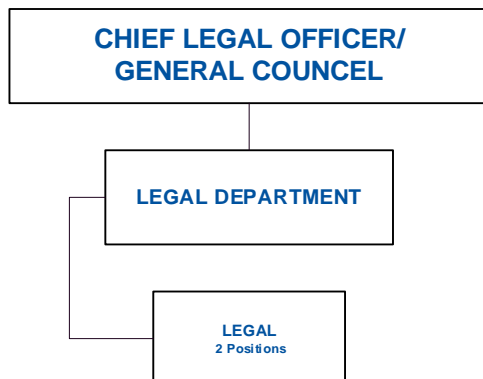 CHIEF LEGAL OFFICER/
GENERAL COUNCEL
LEGAL DEPARTMENT
LEGAL
2 Positions